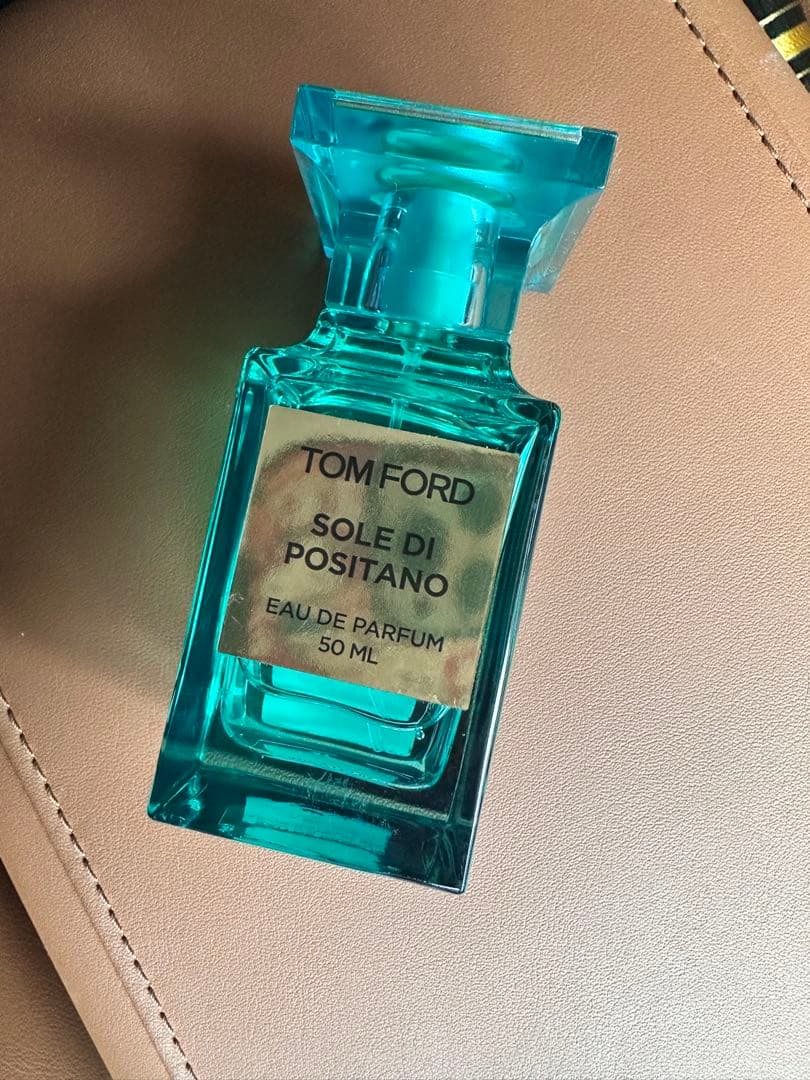 TOM FORD
SOLE DI
POSITANO
EAU DE PARFUM
50 ML